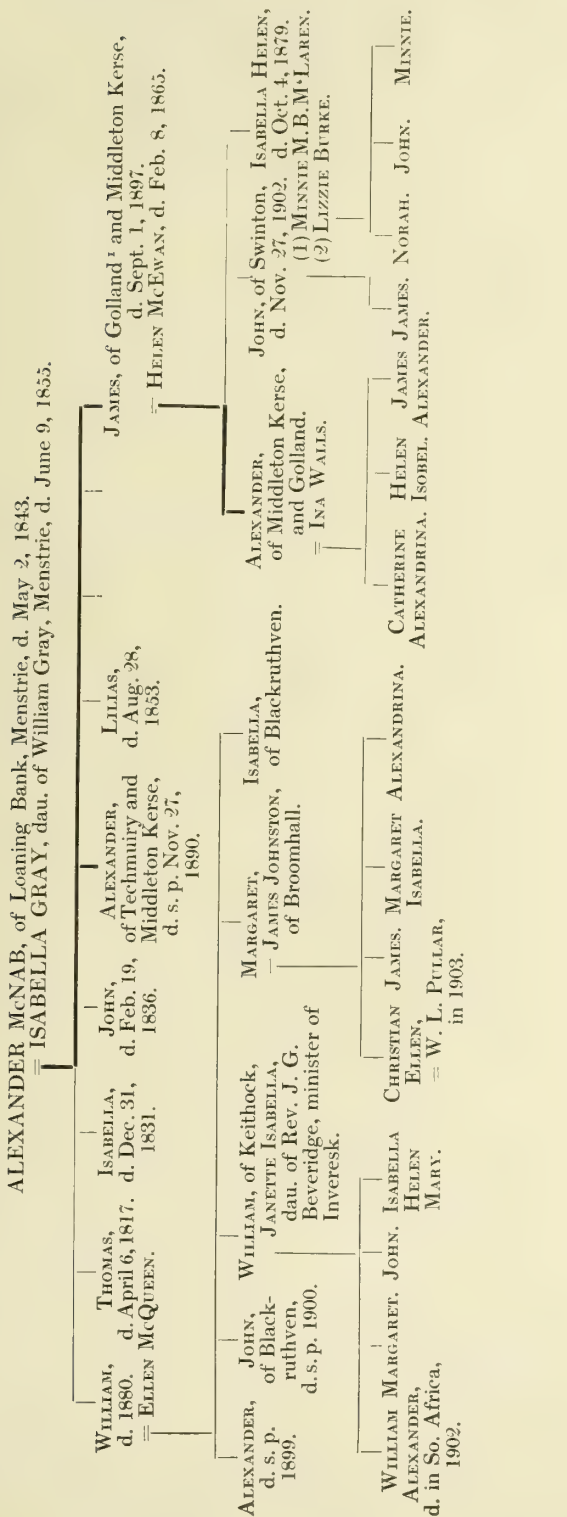 ALEXANDER McNAB, of Loaning Bank, Menstrie, d. May 2, 1843.
= ISABELLA GRAY, dau. of William Gray, Menstrie, d. June 9, 1855.
WILLIAM,
d. 1880.
= ELLEN MCQUEEN.
THOMAS,
d. April 6, 1817.
ISABELLA,
d. Dec. 31,
1831.
JOHN,
d. Feb. 19,
1836.
ALEXANDER,
of Techmuiry and
Middleton Kerse,
d. s. p. Nov. 27,
1890.
LILIAS,
d. Aug. 28,
1853.
JAMES, of Golland¹ and Middleton Kerse,
d. Sept. 1, 1897.
= HELEN MCEWAN, d. Feb. 8, 1865.
ALEXANDER,
d. s. p.
1899.
JOHN,
of Black-
ruthven,
d. s. p. 1900.
WILLIAM, of Keithock,
JANETTE ISABELLA,
dau. of Rev. J. G.
Beveridge, minister of
Inveresk.
MARGARET,
= JAMES JOHNSTON,
of Broomhall.
ISABELLA,
of Blackruthven.
ALEXANDER,
of Middleton Kerse,
and Golland.
= INA WALLS.
JOHN, of Swinton,
d. Nov. 27, 1902.
(1) MINNIE M.B.M‘LAREN.
(2) LIZZIE BURKE.
ISABELLA HELEN,
d. Oct. 4, 1879.
WILLIAM
ALEXANDER,
d. in So. Africa,
1902.
MARGARET.
JOHN.
ISABELLA
HELEN
MARY.
CHRISTIAN
ELLEN,
= W. L. PULLAR,
in 1903.
JAMES.
MARGARET
ISABELLA.
ALEXANDRINA.
CATHERINE
ALEXANDRINA.
HELEN
ISOBEL.
JAMES
ALEXANDER.
JAMES.
NORAH.
JOHN.
MINNIE.